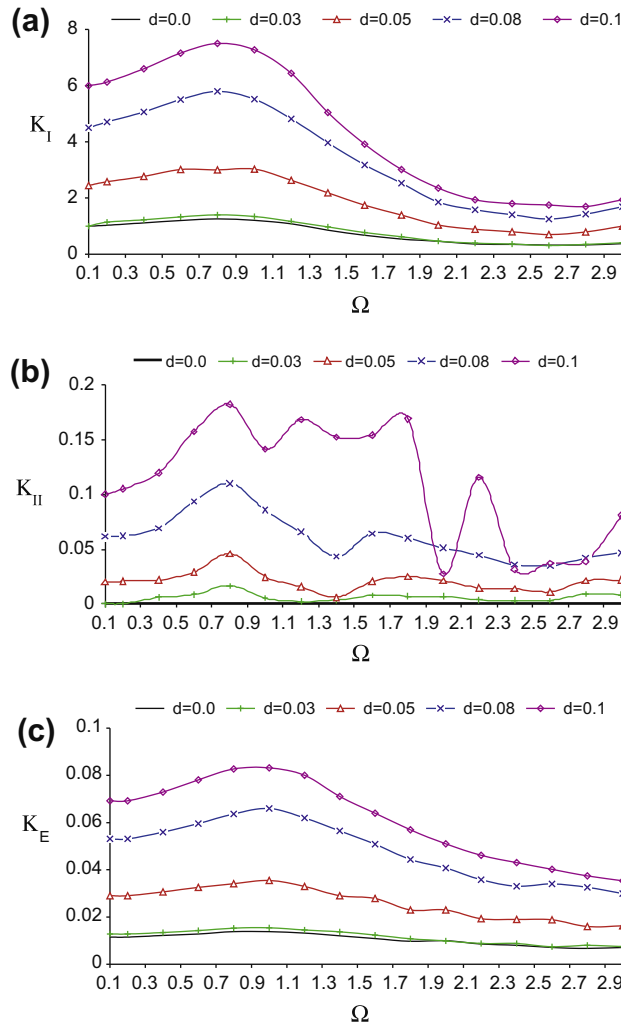 (a)
d=0.0 d=0.03 d=0.05 d=0.08 d=0.1
8
6
K_I 4
2
0
0.1 0.3 0.5 0.7 0.9 1.1 1.3 1.5 1.7 1.9 2.1 2.3 2.5 2.7 2.9
Ω
(b)
d=0.0 d=0.03 d=0.05 d=0.08 d=0.1
0.2
0.15
K_II 0.1
0.05
0
0.1 0.3 0.5 0.7 0.9 1.1 1.3 1.5 1.7 1.9 2.1 2.3 2.5 2.7 2.9
Ω
(c)
d=0.0 d=0.03 d=0.05 d=0.08 d=0.1
0.1
0.08
0.06
K_E
0.04
0.02
0
0.1 0.3 0.5 0.7 0.9 1.1 1.3 1.5 1.7 1.9 2.1 2.3 2.5 2.7 2.9
Ω